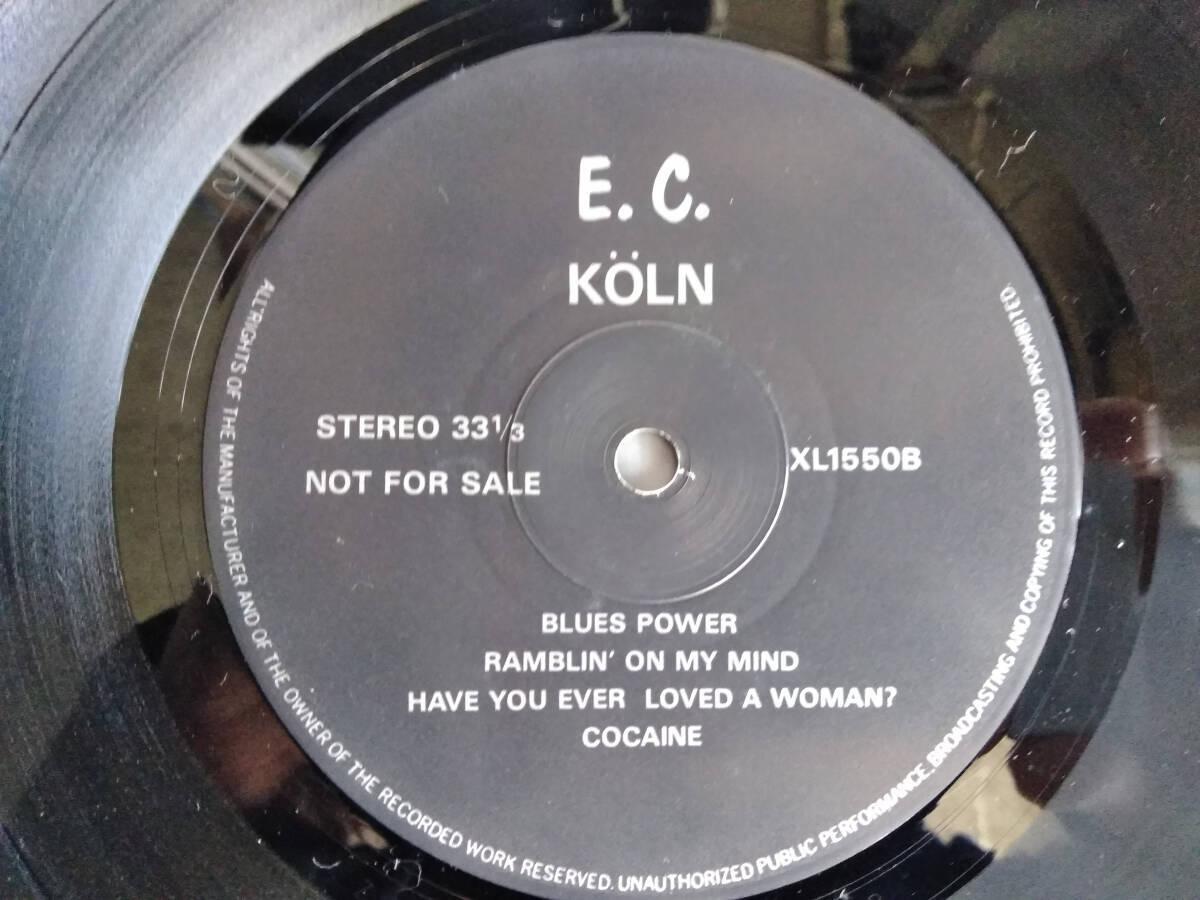 E. C.
KÖLN
STEREO 33⅓
NOT FOR SALE
XL1550B
BLUES POWER
RAMBLIN' ON MY MIND
HAVE YOU EVER LOVED A WOMAN?
COCAINE
ALL RIGHTS OF THE MANUFACTURER AND OF THE OWNER OF THE RECORDED WORK RESERVED. UNAUTHORIZED PUBLIC PERFORMANCE, BROADCASTING AND COPYING OF THIS RECORD PROHIBITED.